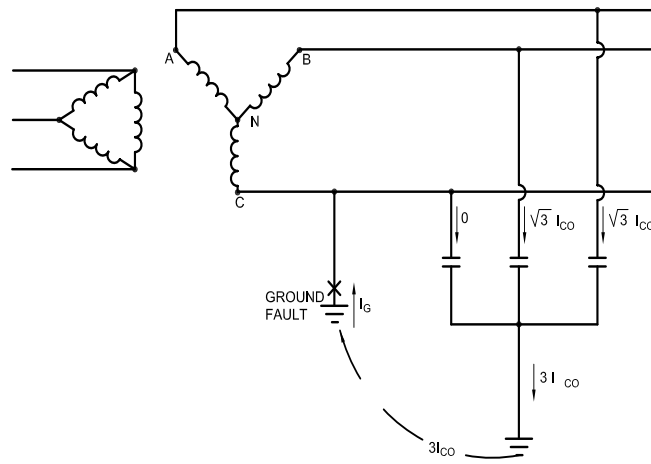 A
B
N
C
0
√3 I_CO
√3 I_CO
GROUND
FAULT
I_G
3 I_CO
3I_CO